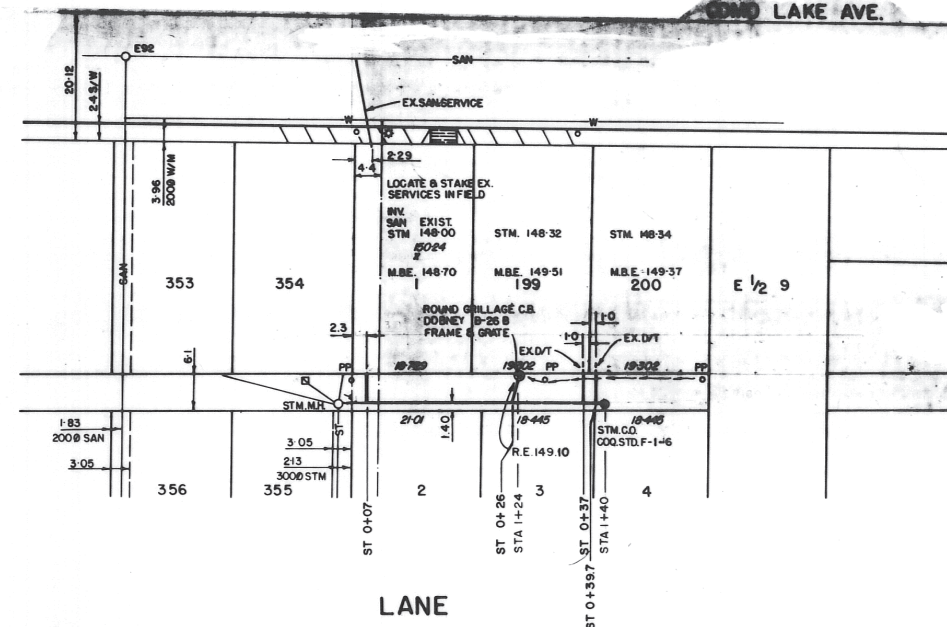 LAKE AVE.
E92
SAN
20·12
2·4 S/W
EX.SAN.SERVICE
W
W
3·96
200Ø W/M
2·29
4·4
LOCATE & STAKE EX.
SERVICES IN FIELD
INV.
SAN EXIST.
STM 148·00
150·24
STM. 148·32
STM. 148·34
SAN
353
354
M.B.E. 148·70
1
M.B.E. 149·51
199
M.B.E. 149·37
200
E 1/2 9
ROUND GRILLAGE C.B.
DOBNEY B-26 B
FRAME & GRATE
2.3
1·0
1·0
EX.D/T
EX.D/T
6·1
PP
19·202
PP
19·302
PP
STM.M.H.
ST
21·01
1.40
18·445
18·445
STM.C.O.
COQ.STD.F-1-16
1·83
200Ø SAN
3·05
3·05
2·13
300Ø STM
R.E.149.10
356
355
2
3
4
ST 0+07
ST 0+26
STA 1+24
ST 0+37
STA 1+40
ST 0+39.7
LANE